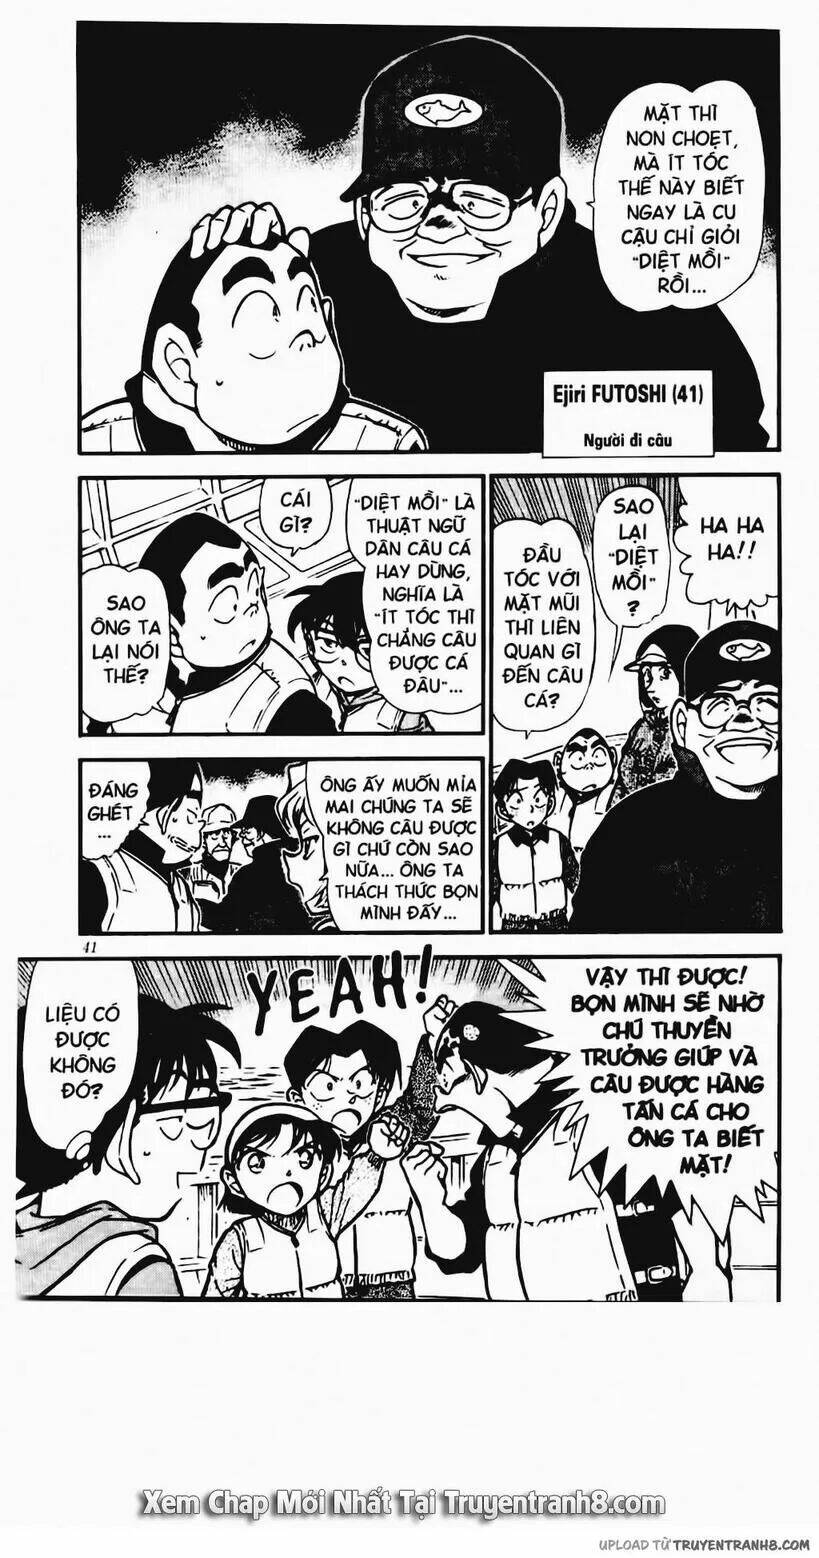 MẶT THÌ
NON CHOẸT,
MÀ ÍT TÓC
THẾ NÀY BIẾT
NGAY LÀ CU
CẬU CHỈ GIỎI
"DIỆT MỒI"
RỒI...
Ejiri FUTOSHI (41)
Người đi câu
CÁI
GÌ?
"DIỆT MỒI" LÀ
THUẬT NGỮ
DÂN CÂU CÁ
HAY DÙNG,
NGHĨA LÀ
"ÍT TÓC THÌ
CHẲNG CÂU
ĐƯỢC CÁ
ĐÂU"...
SAO
ÔNG TA
LẠI NÓI
THẾ?
HA HA
HA!!
SAO
LẠI
"DIỆT
MỒI"
?
ĐẦU
TÓC VỚI
MẶT MŨI
THÌ LIÊN
QUAN GÌ
ĐẾN CÂU
CÁ?
ĐÁNG
GHÉT
...
ÔNG ẤY MUỐN MỈA
MAI CHÚNG TA SẼ
KHÔNG CÂU ĐƯỢC
GÌ CHỨ CÒN SAO
NỮA... ÔNG TA
THÁCH THỨC BỌN
MÌNH ĐẤY...
41
YEAH!
VẬY THÌ ĐƯỢC!
BỌN MÌNH SẼ NHỜ
CHÚ THUYỀN
TRƯỞNG GIÚP VÀ
CÂU ĐƯỢC HÀNG
TẤN CÁ CHO
ÔNG TA BIẾT
MẶT!
LIỆU CÓ
ĐƯỢC
KHÔNG
ĐÓ?
Xem Chap Mới Nhất Tại Truyentranh8.com
UPLOAD TỪ TRUYENTRANH8.COM